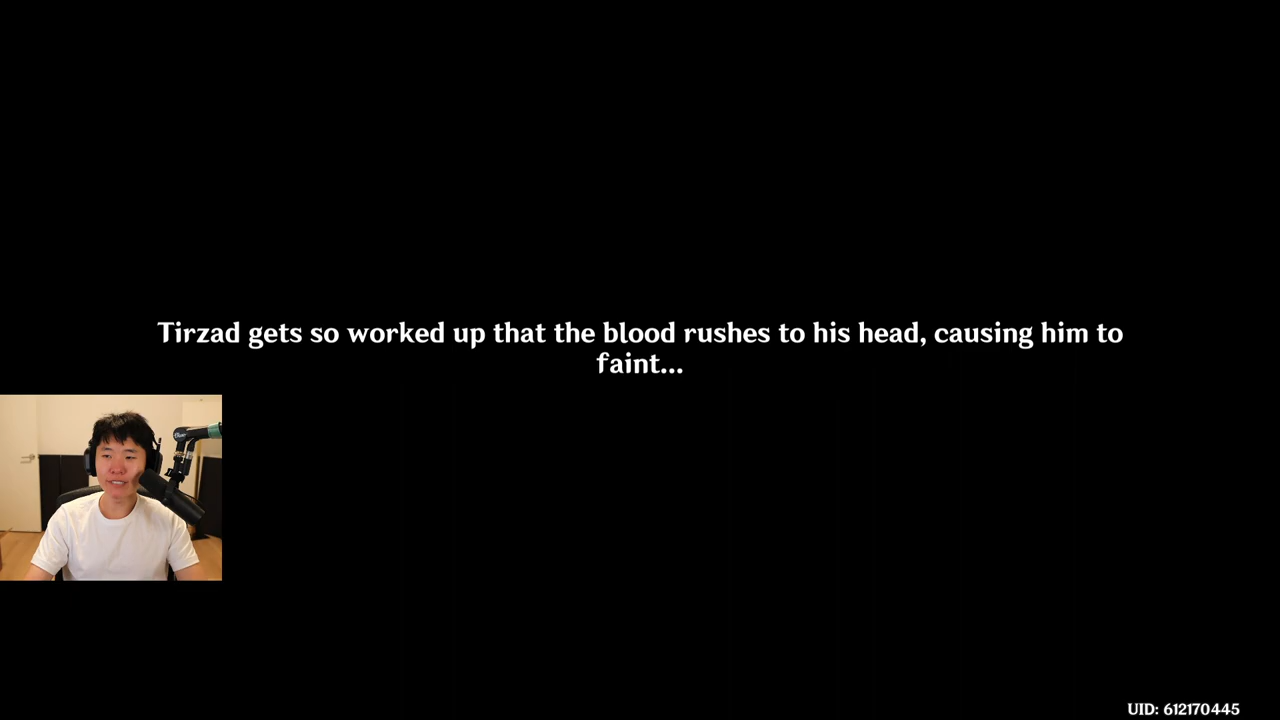 Tirzad gets so worked up that the blood rushes to his head, causing him to
faint...
UID: 612170445